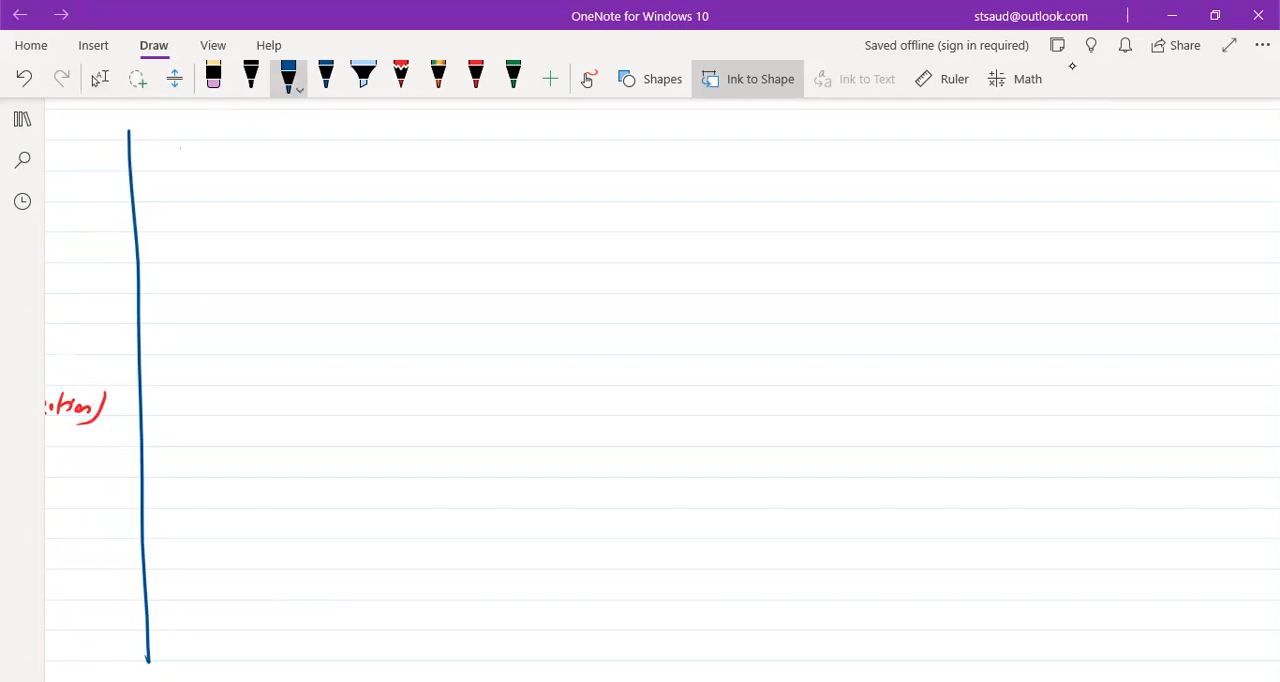 OneNote for Windows 10
stsaud@outlook.com
Home Insert Draw View Help
Saved offline (sign in required) Share
Shapes Ink to Shape Ink to Text Ruler Math